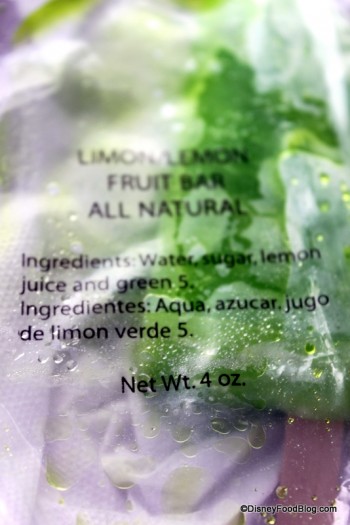 LIMON/LEMON
FRUIT BAR
ALL NATURAL
Ingredients: Water, sugar, lemon
juice and green 5.
Ingredientes: Aqua, azucar, jugo
de limon verde 5.
Net Wt. 4 oz.
©DisneyFoodBlog.com